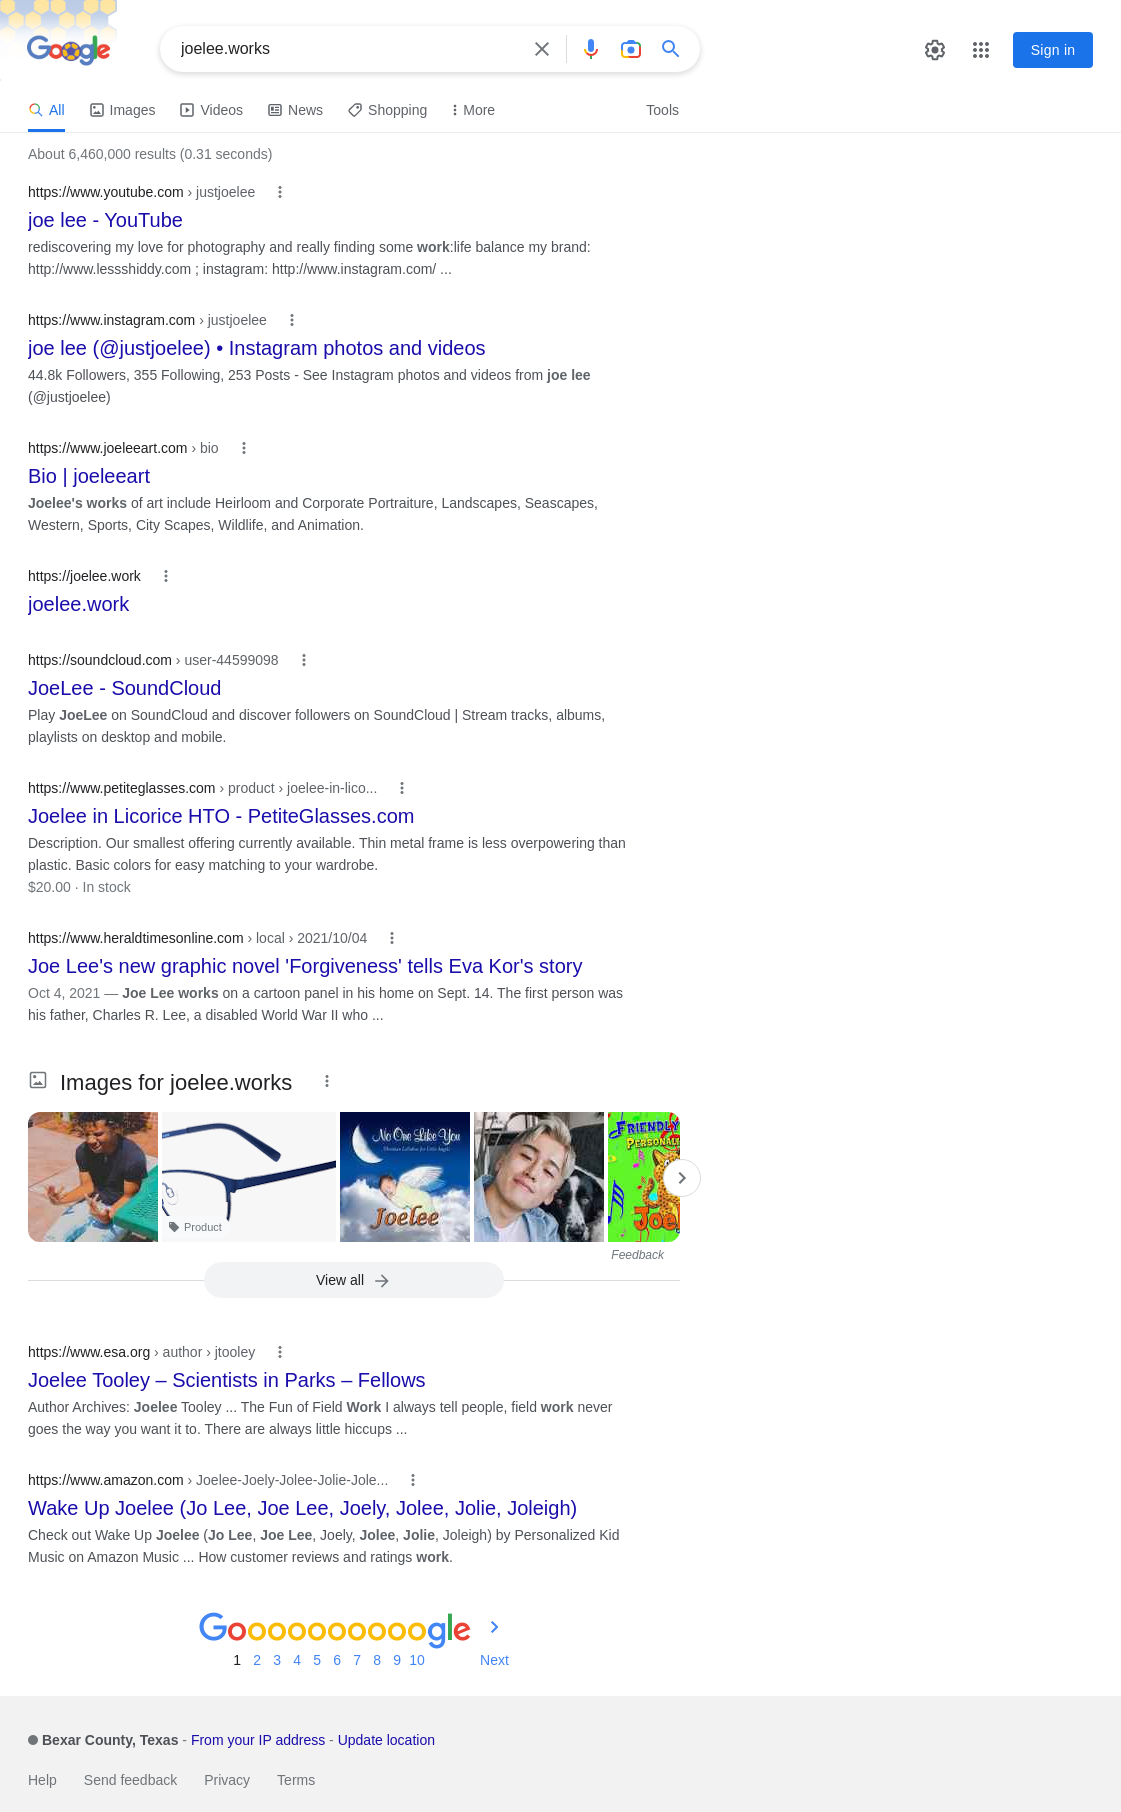 Google
joelee.works
Sign in
All
Images
Videos
News
Shopping
More
Tools
About 6,460,000 results (0.31 seconds)
https://www.youtube.com › justjoelee
joe lee - YouTube
rediscovering my love for photography and really finding some work:life balance my brand:
http://www.lessshiddy.com ; instagram: http://www.instagram.com/ ...
https://www.instagram.com › justjoelee
joe lee (@justjoelee) • Instagram photos and videos
44.8k Followers, 355 Following, 253 Posts - See Instagram photos and videos from joe lee
(@justjoelee)
https://www.joeleeart.com › bio
Bio | joeleeart
Joelee's works of art include Heirloom and Corporate Portraiture, Landscapes, Seascapes,
Western, Sports, City Scapes, Wildlife, and Animation.
https://joelee.work
joelee.work
https://soundcloud.com › user-44599098
JoeLee - SoundCloud
Play JoeLee on SoundCloud and discover followers on SoundCloud | Stream tracks, albums,
playlists on desktop and mobile.
https://www.petiteglasses.com › product › joelee-in-lico...
Joelee in Licorice HTO - PetiteGlasses.com
Description. Our smallest offering currently available. Thin metal frame is less overpowering than
plastic. Basic colors for easy matching to your wardrobe.
$20.00 · In stock
https://www.heraldtimesonline.com › local › 2021/10/04
Joe Lee's new graphic novel 'Forgiveness' tells Eva Kor's story
Oct 4, 2021 — Joe Lee works on a cartoon panel in his home on Sept. 14. The first person was
his father, Charles R. Lee, a disabled World War II who ...
Images for joelee.works
Product
No One Like You
Christian Lullabies for Little Angels
Joelee
FRIENDLY
PERSONAL
Joe
Feedback
View all
https://www.esa.org › author › jtooley
Joelee Tooley – Scientists in Parks – Fellows
Author Archives: Joelee Tooley ... The Fun of Field Work I always tell people, field work never
goes the way you want it to. There are always little hiccups ...
https://www.amazon.com › Joelee-Joely-Jolee-Jolie-Jole...
Wake Up Joelee (Jo Lee, Joe Lee, Joely, Jolee, Jolie, Joleigh)
Check out Wake Up Joelee (Jo Lee, Joe Lee, Joely, Jolee, Jolie, Joleigh) by Personalized Kid
Music on Amazon Music ... How customer reviews and ratings work.
Goooooooooogle
1 2 3 4 5 6 7 8 9 10 Next
Bexar County, Texas - From your IP address - Update location
Help Send feedback Privacy Terms